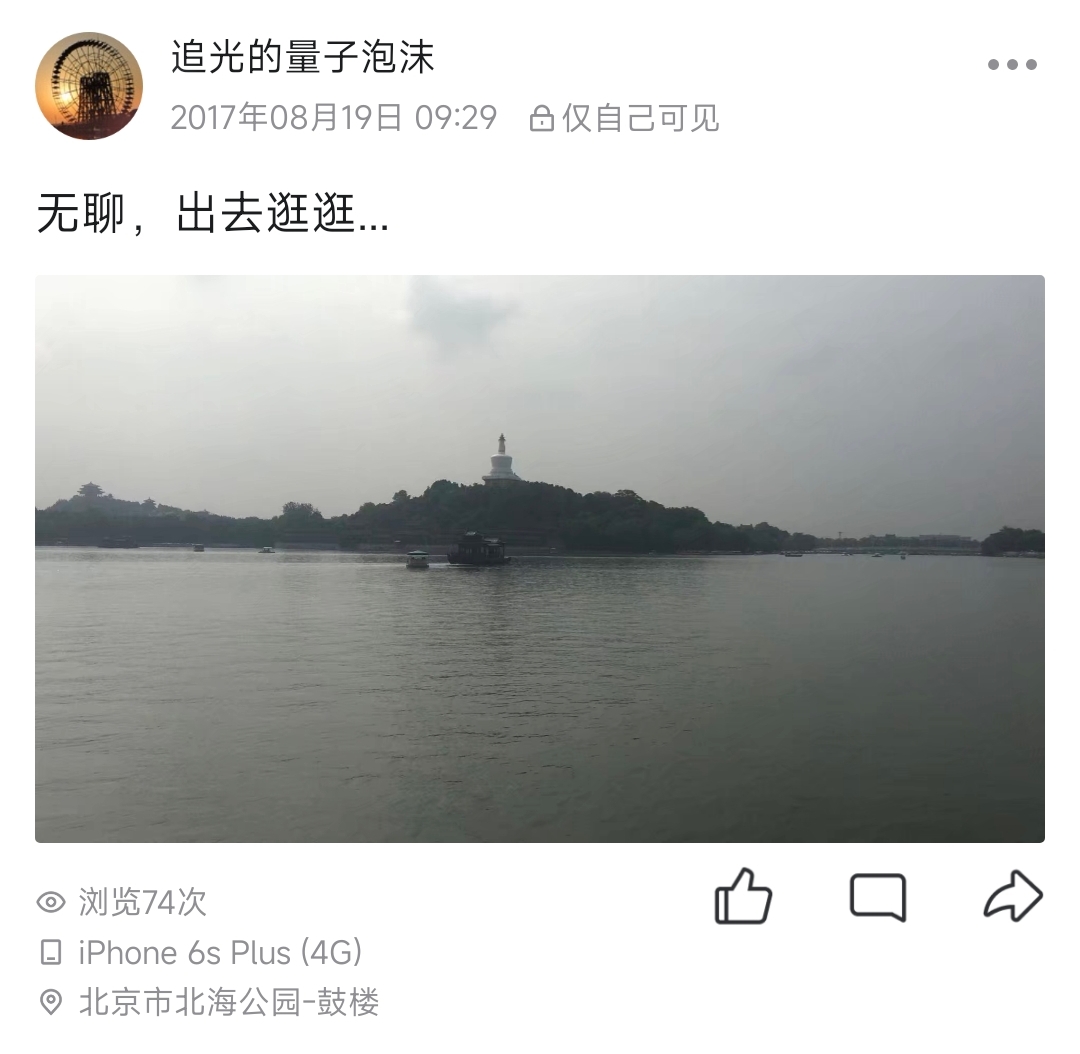 追光的量子泡沫
2017年08月19日 09:29 仅自己可见
无聊，出去逛逛...
浏览74次
iPhone 6s Plus (4G)
北京市北海公园-鼓楼